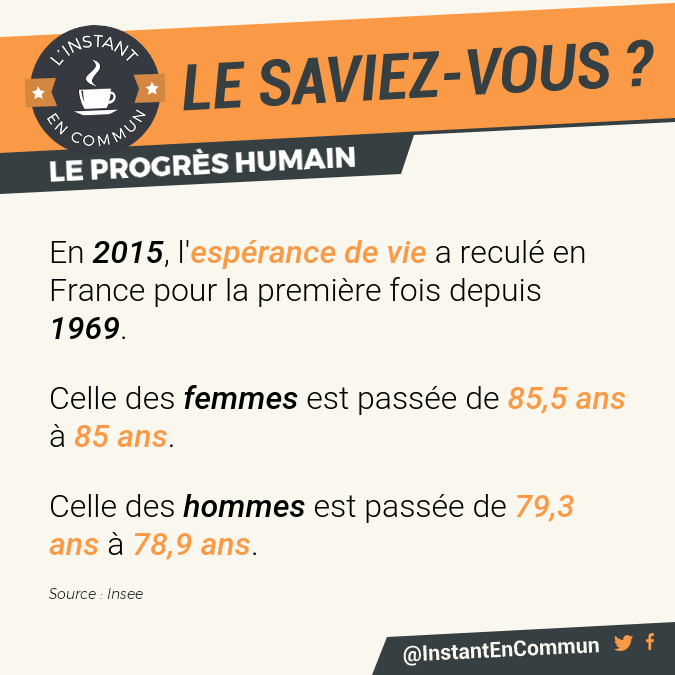 L'INSTANT
EN COMMUN
LE SAVIEZ-VOUS ?
LE PROGRÈS HUMAIN
En 2015, l'espérance de vie a reculé en
France pour la première fois depuis
1969.
Celle des femmes est passée de 85,5 ans
à 85 ans.
Celle des hommes est passée de 79,3
ans à 78,9 ans.
Source : Insee
@InstantEnCommun